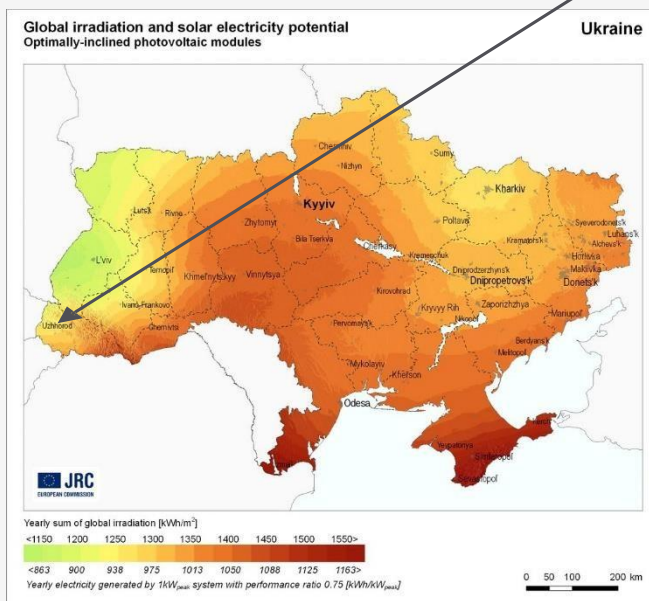 Global irradiation and solar electricity potential
Optimally-inclined photovoltaic modules
Ukraine
Chernihiv
Sumy
Nizhyn
Luts'k
Rivne
Kharkiv
Kyyiv
Zhytomyr
Poltava
Syeverodonets'k
L'viv
Bila Tserkva
Luhans'k
Cherkasy
Kramators'k
Alchevs'k
Ternopil'
Kremenchuk
Khmel'nyts'kyy
Vinnytsya
Horlivka
Dniprodzerzhyns'k
Makiivka
Dnipropetrovs'k
Donets'k
Kirovohrad
Ivano-Frankivs'k
Uzhhorod
Kryvyy Rih
Zaporizhzhya
Chernivtsi
Nikopol'
Pervomays'k
Mariupol'
Berdyans'k
Melitopol'
Mykolayiv
Kherson
Odesa
Kerch
Yevpatoriya
Simferopol'
Sevastopol'
JRC
EUROPEAN COMMISSION
Yearly sum of global irradiation [kWh/m²]
<1150 1200 1250 1300 1350 1400 1450 1500 1550>
<863 900 938 975 1013 1050 1088 1125 1163>
Yearly electricity generated by 1kWpeak system with performance ratio 0.75 [kWh/kWpeak]
0 50 100 200 km